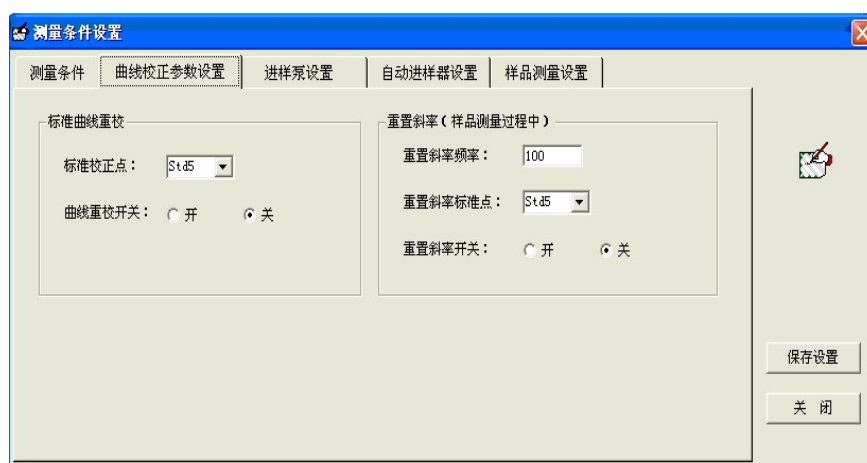 测量条件设置
测量条件 曲线校正参数设置 进样泵设置 自动进样器设置 样品测量设置
标准曲线重校
标准校正点： Std5
曲线重校开关： 开 关
重置斜率(样品测量过程中)
重置斜率频率： 100
重置斜率标准点： Std5
重置斜率开关： 开 关
保存设置
关 闭